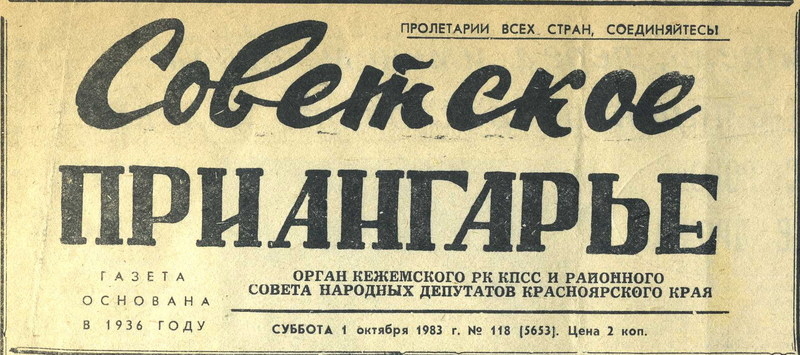 ПРОЛЕТАРИИ ВСЕХ СТРАН, СОЕДИНЯЙТЕСЬ!
Советское
ПРИАНГАРЬЕ
ГАЗЕТА
ОСНОВАНА
В 1936 ГОДУ
ОРГАН КЕЖЕМСКОГО РК КПСС И РАЙОННОГО
СОВЕТА НАРОДНЫХ ДЕПУТАТОВ КРАСНОЯРСКОГО КРАЯ
СУББОТА 1 октября 1983 г. № 118 [5653]. Цена 2 коп.